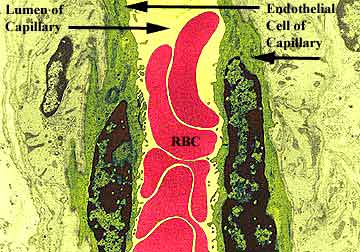 Lumen of
Capillary
Endothelial
Cell of
Capillary
RBC